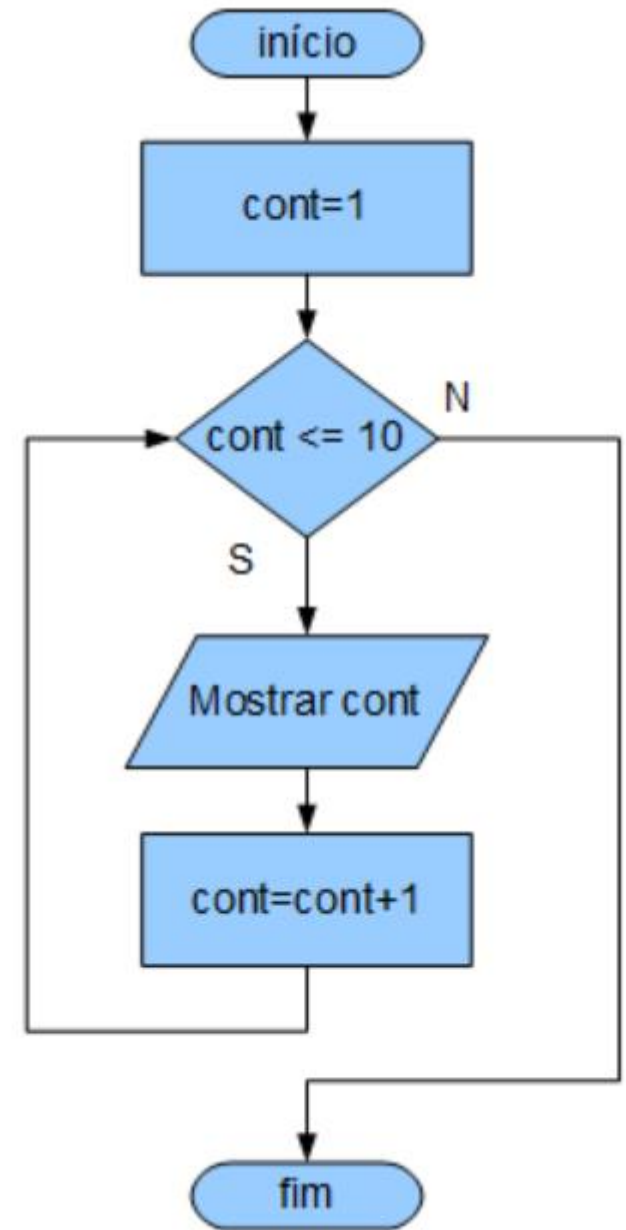 início
cont=1
cont <= 10
N
S
Mostrar cont
cont=cont+1
fim